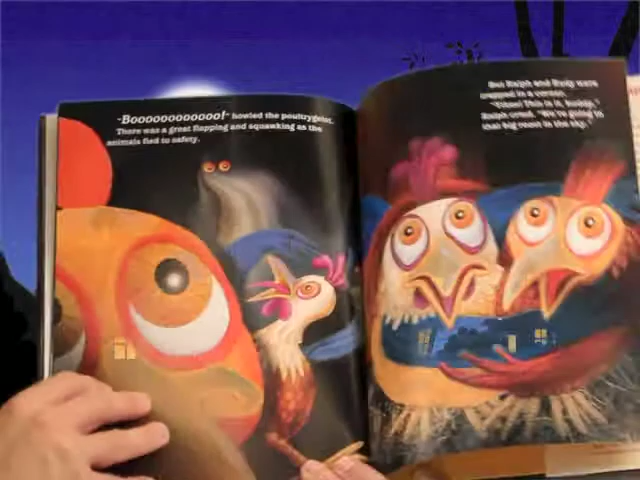 "Booooooooooooo!" howled the poultrygeist.
There was a great flapping and squawking as the
animals fled to safety.
But Ralph and Rudy were
trapped in a corner.
"Yikes! This is it, Ruddy,"
Ralph cried. "We're going to
that big roost in the sky."